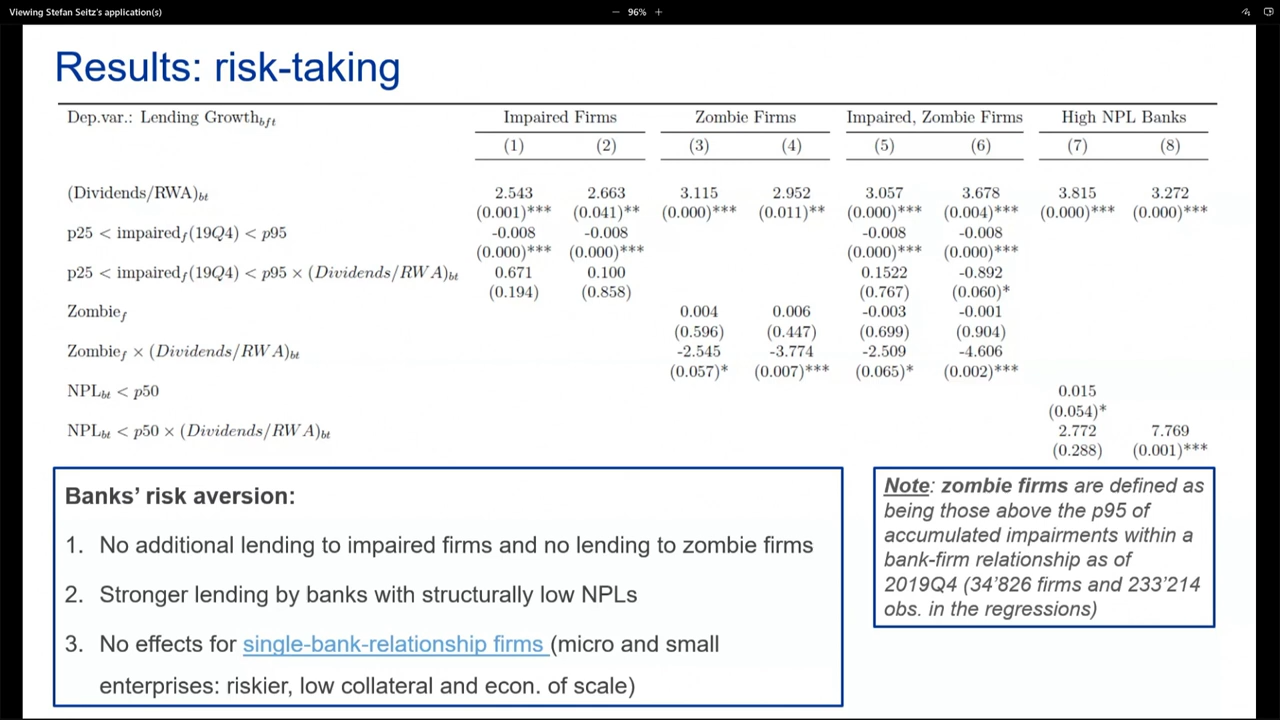 Viewing Stefan Seitz's application(s)
− 96% +
Results: risk-taking
Dep.var.: Lending Growth_bft Impaired Firms Zombie Firms Impaired, Zombie Firms High NPL Banks
(1) (2) (3) (4) (5) (6) (7) (8)
(Dividends/RWA)_bt 2.543 2.663 3.115 2.952 3.057 3.678 3.815 3.272
(0.001)*** (0.041)** (0.000)*** (0.011)** (0.000)*** (0.004)*** (0.000)*** (0.000)***
p25 < impaired_f(19Q4) < p95 -0.008 -0.008 -0.008 -0.008
(0.000)*** (0.000)*** (0.000)*** (0.000)***
p25 < impaired_f(19Q4) < p95 × (Dividends/RWA)_bt 0.671 0.100 0.1522 -0.892
(0.194) (0.858) (0.767) (0.060)*
Zombie_f 0.004 0.006 -0.003 -0.001
(0.596) (0.447) (0.699) (0.904)
Zombie_f × (Dividends/RWA)_bt -2.545 -3.774 -2.509 -4.606
(0.057)* (0.007)*** (0.065)* (0.002)***
NPL_bt < p50 0.015
(0.054)*
NPL_bt < p50 × (Dividends/RWA)_bt 2.772 7.769
(0.288) (0.001)***
Banks' risk aversion:
1. No additional lending to impaired firms and no lending to zombie firms
2. Stronger lending by banks with structurally low NPLs
3. No effects for single-bank-relationship firms (micro and small
enterprises: riskier, low collateral and econ. of scale)
Note: zombie firms are defined as
being those above the p95 of
accumulated impairments within a
bank-firm relationship as of
2019Q4 (34'826 firms and 233'214
obs. in the regressions)